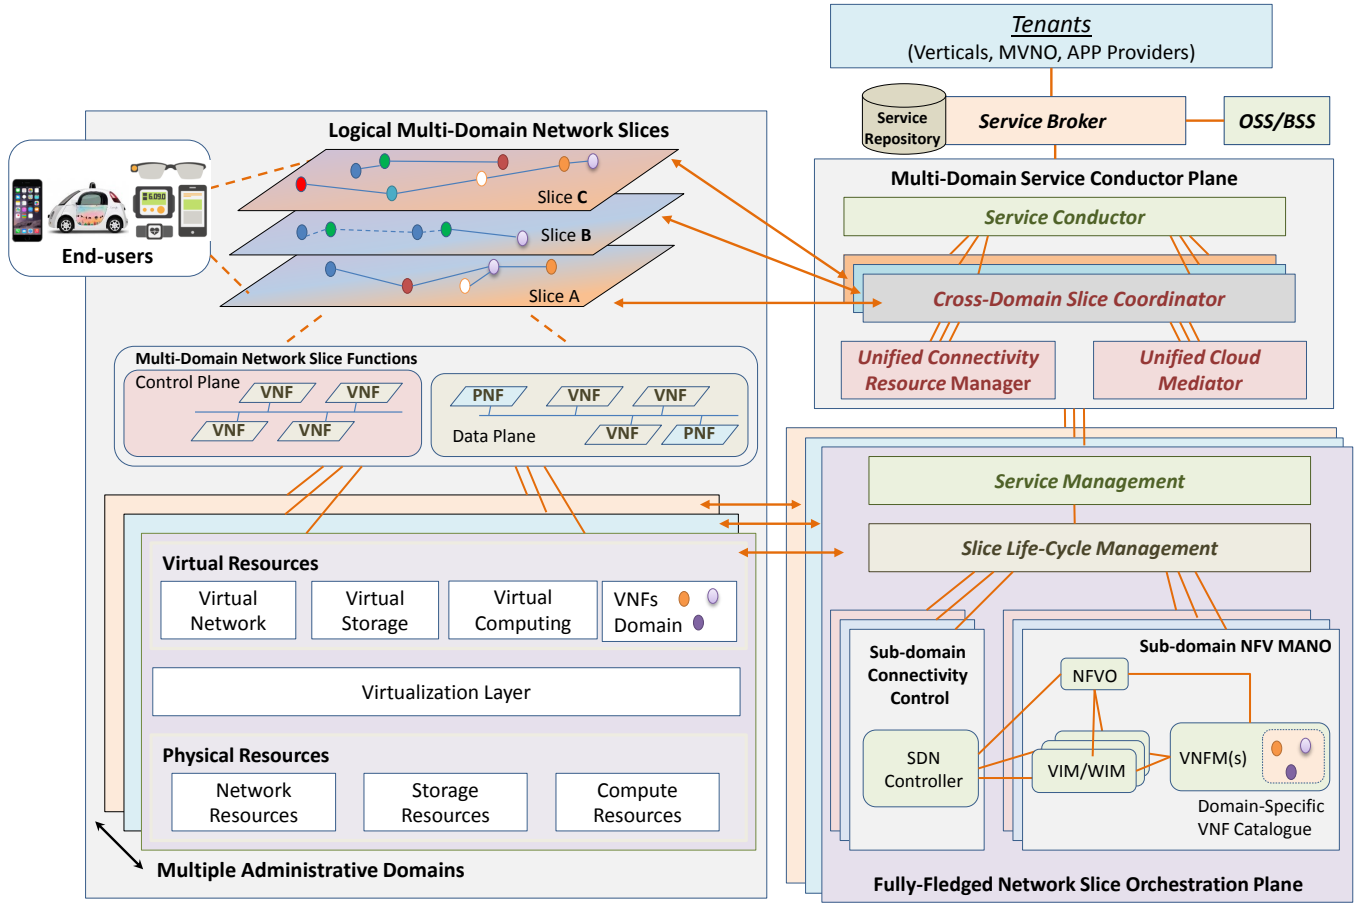 Tenants
(Verticals, MVNO, APP Providers)
Service
Repository
Service Broker
OSS/BSS
Logical Multi-Domain Network Slices
End-users
6.09.0
Slice C
Slice B
Slice A
Multi-Domain Service Conductor Plane
Service Conductor
Cross-Domain Slice Coordinator
Unified Connectivity
Resource Manager
Unified Cloud
Mediator
Multi-Domain Network Slice Functions
Control Plane
VNF
VNF
VNF
VNF
PNF
VNF
VNF
Data Plane
VNF
PNF
Virtual Resources
Virtual
Network
Virtual
Storage
Virtual
Computing
VNFs
Domain
Virtualization Layer
Physical Resources
Network
Resources
Storage
Resources
Compute
Resources
Multiple Administrative Domains
Service Management
Slice Life-Cycle Management
Sub-domain
Connectivity
Control
SDN
Controller
Sub-domain NFV MANO
NFVO
VIM/WIM
VNFM(s)
Domain-Specific
VNF Catalogue
Fully-Fledged Network Slice Orchestration Plane